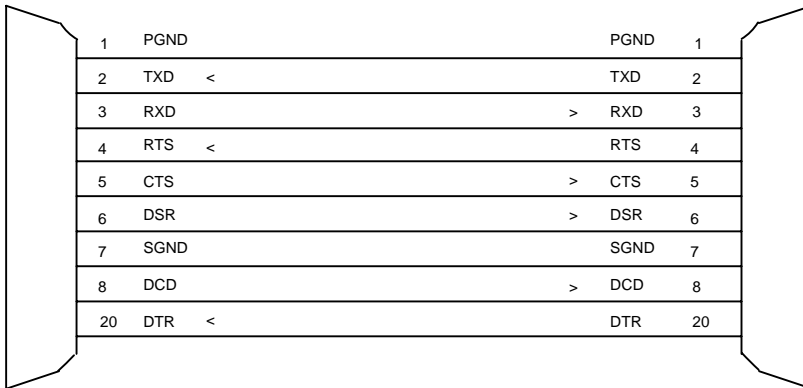 1 PGND PGND 1
2 TXD < TXD 2
3 RXD > RXD 3
4 RTS < RTS 4
5 CTS > CTS 5
6 DSR > DSR 6
7 SGND SGND 7
8 DCD > DCD 8
20 DTR < DTR 20